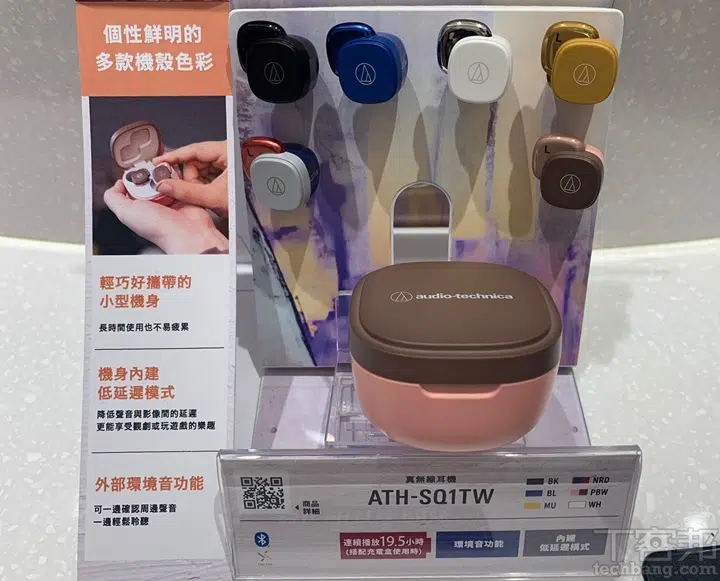 個性鮮明的
多款機殼色彩
輕巧好攜帶的
小型機身
長時間使用也不易疲累
機身內建
低延遲模式
降低聲音與影像間的延遲
更能享受觀劇或玩遊戲的樂趣
外部環境音功能
可一邊確認周邊聲音
一邊輕鬆聆聽
L
L
audio-technica
商品
詳細
真無線耳機
ATH-SQ1TW
BK
NRD
BL
PBW
MU
WH
連續播放19.5小時
(搭配充電盒使用時)
環境音功能
內建
低延遲模式
T客邦
techbang.com